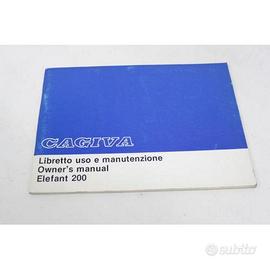 CAGIVA
Libretto uso e manutenzione
Owner's manual
Elefant 200
subito